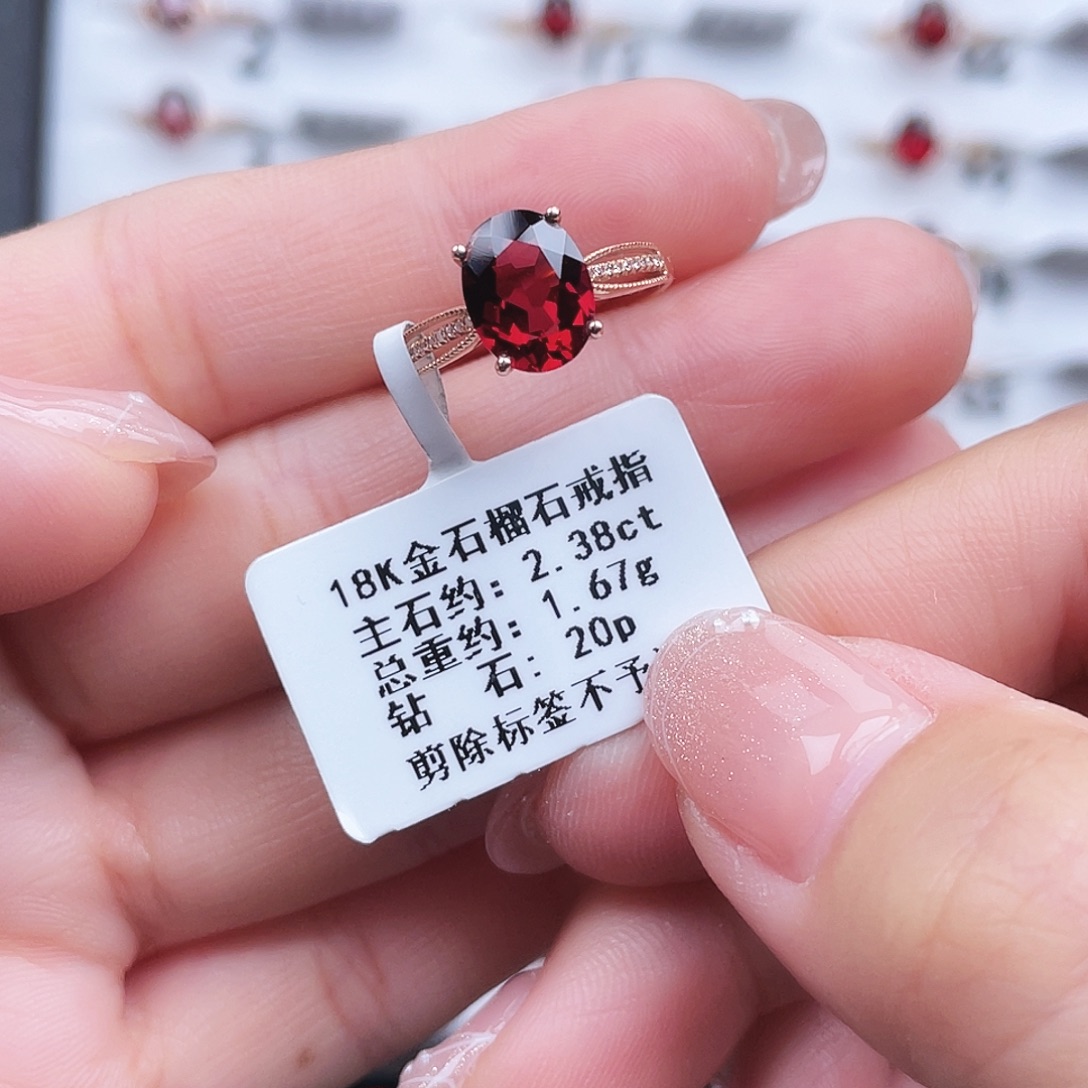 18K金石榴石戒指
主石约: 2.38ct
总重约: 1.67g
钻 石: 20p
剪除标签不予